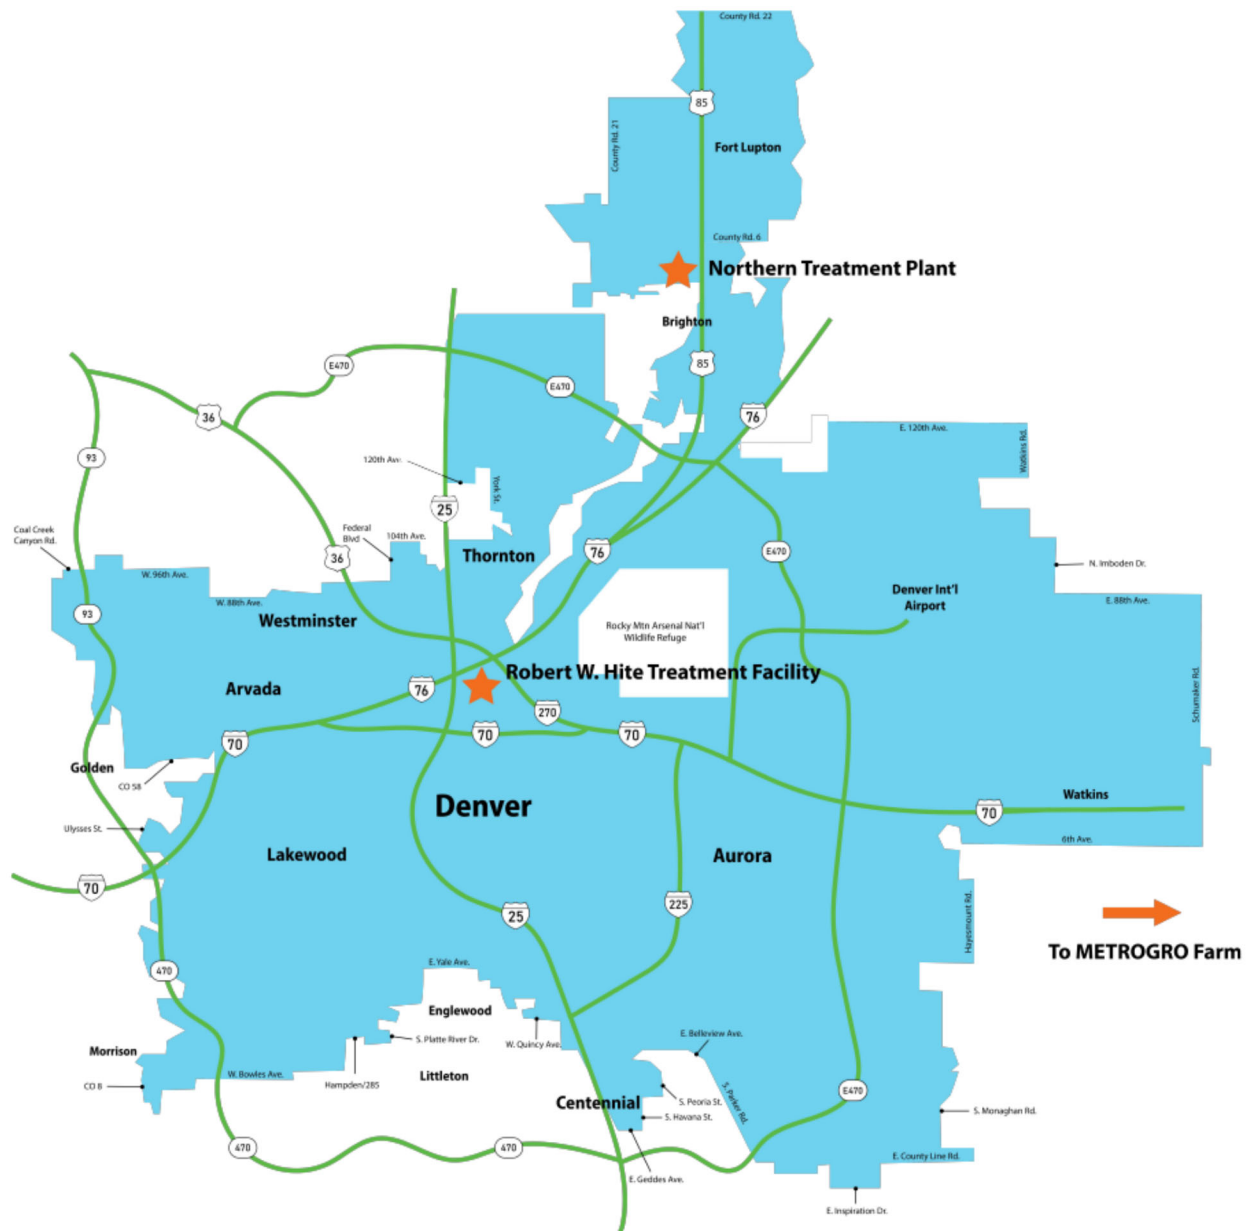 County Rd. 22
85
County Rd. 21
Fort Lupton
County Rd. 6
Northern Treatment Plant
Brighton
E470
85
E470
36
76
E. 120th Ave.
Watkins Rd.
93
120th Ave.
York St.
25
Coal Creek
Canyon Rd.
Federal
Blvd
104th Ave.
36
Thornton
76
E470
N. Imboden Dr.
W. 96th Ave.
W. 88th Ave.
93
Westminster
Denver Int'l
Airport
E. 88th Ave.
Rocky Mtn Arsenal Nat'l
Wildlife Refuge
Robert W. Hite Treatment Facility
Arvada
76
270
Schumaker Rd.
70
70
70
Golden
CO 58
Denver
Watkins
70
Ulysses St.
6th Ave.
Lakewood
Aurora
70
225
25
Hayesmount Rd.
To METROGRO Farm
470
E. Yale Ave.
Englewood
S. Platte River Dr.
W. Quincy Ave.
E. Belleview Ave.
Morrison
W. Bowles Ave.
Hampden/285
Littleton
CO 8
Centennial
S. Peoria St.
S. Havana St.
S. Parker Rd.
E470
S. Monaghan Rd.
470
470
E. County Line Rd.
E. Geddes Ave.
E. Inspiration Dr.